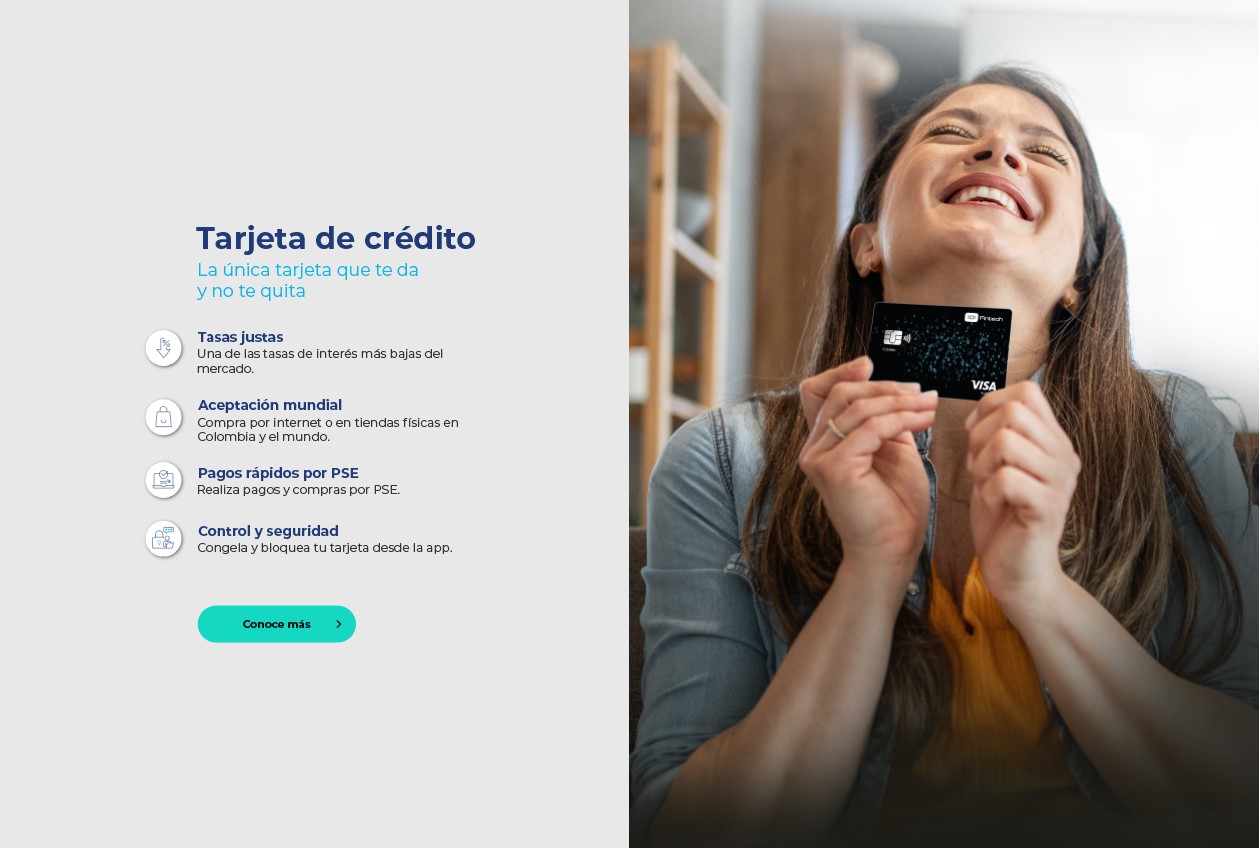 Tarjeta de crédito
La única tarjeta que te da
y no te quita
Tasas justas
Una de las tasas de interés más bajas del
mercado.
Aceptación mundial
Compra por internet o en tiendas físicas en
Colombia y el mundo.
Pagos rápidos por PSE
Realiza pagos y compras por PSE.
Control y seguridad
Congela y bloquea tu tarjeta desde la app.
Conoce más
Fintech
Crédito
VISA